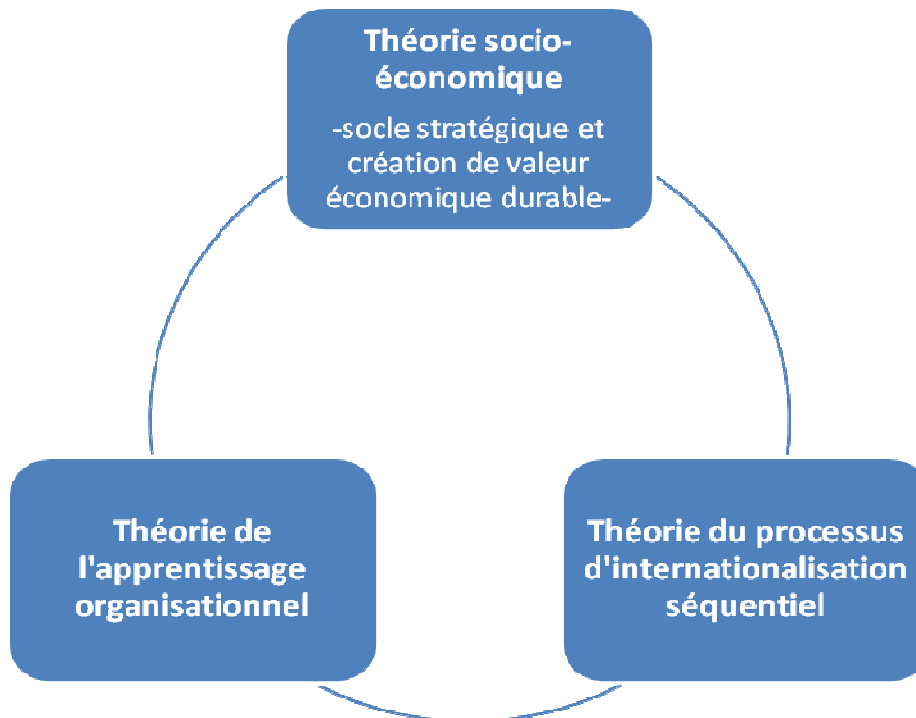 Théorie socio-
économique
-socle stratégique et
création de valeur
économique durable-
Théorie de
l'apprentissage
organisationnel
Théorie du processus
d'internationalisation
séquentiel